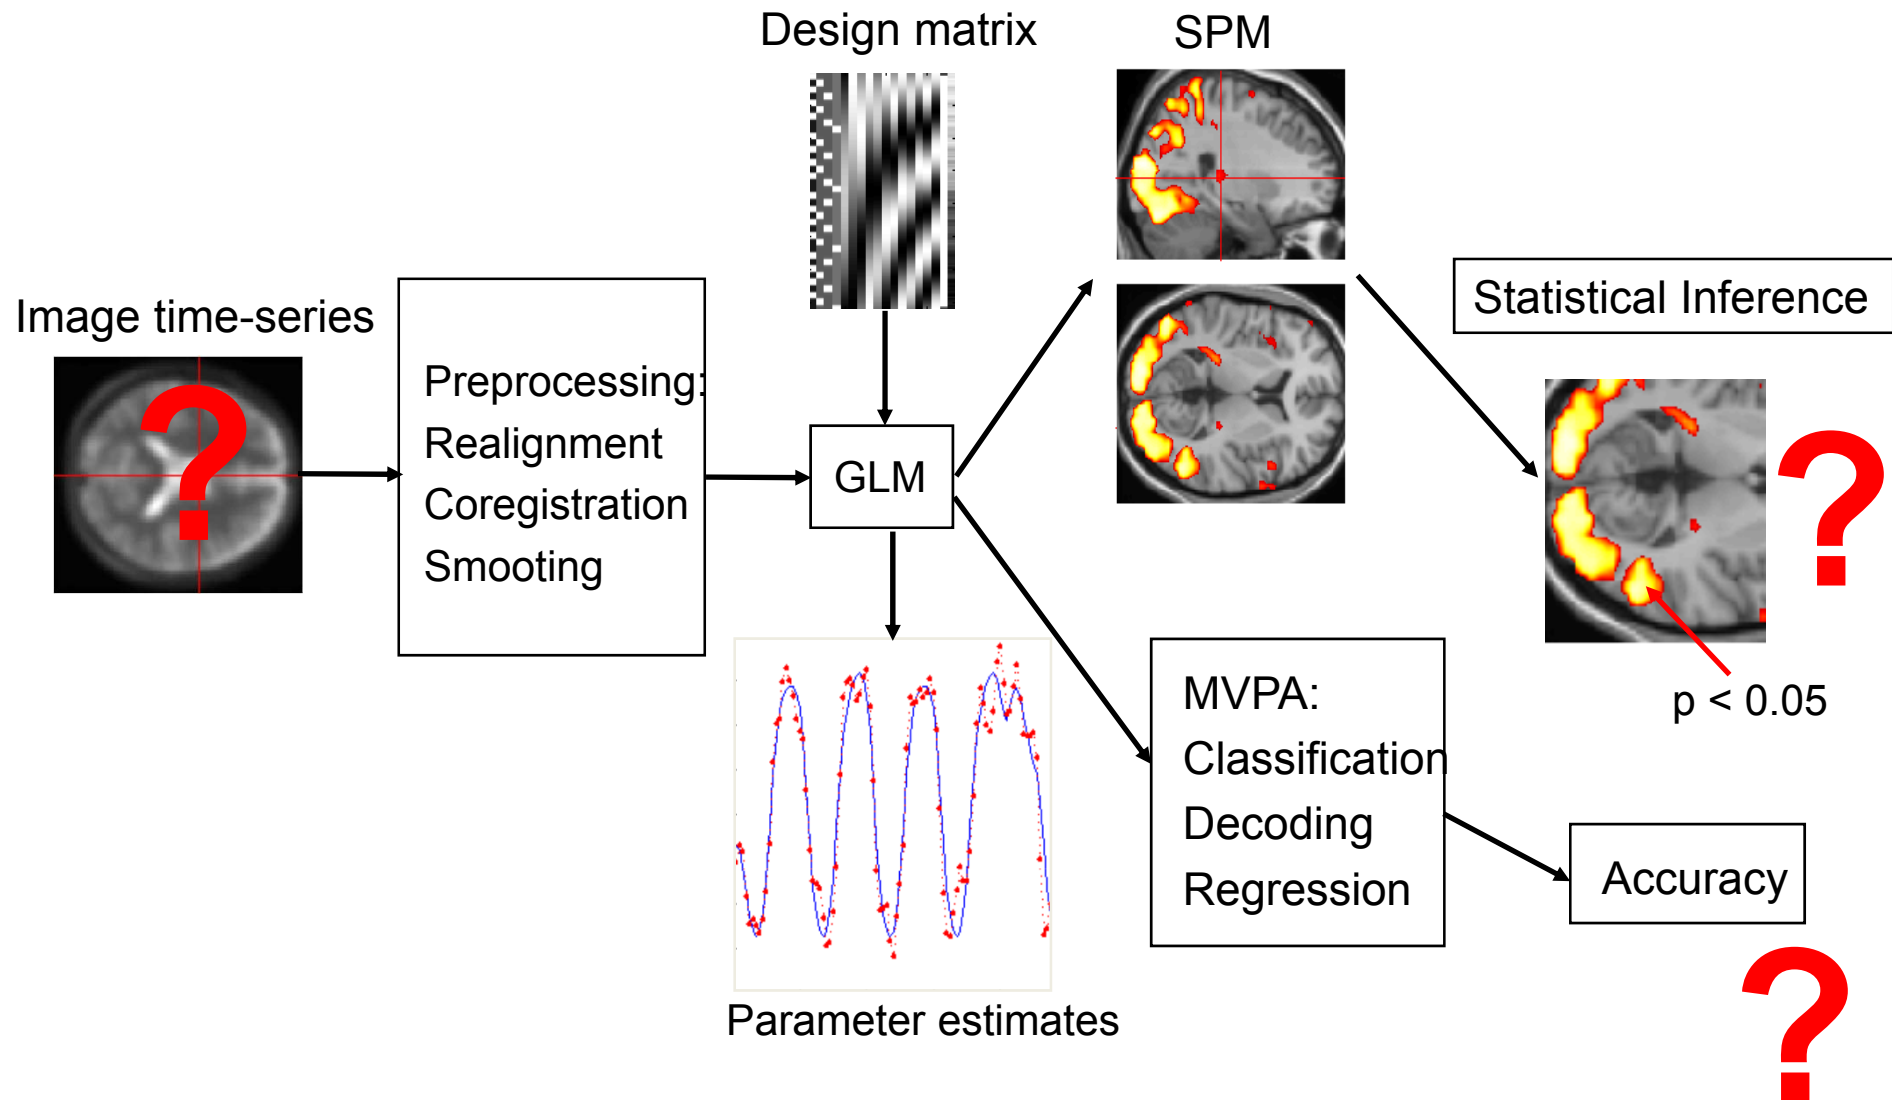 Design matrix
SPM
Image time-series
Preprocessing:
Realignment
Coregistration
Smooting
GLM
Statistical Inference
?
?
p < 0.05
MVPA:
Classification
Decoding
Regression
Accuracy
?
Parameter estimates